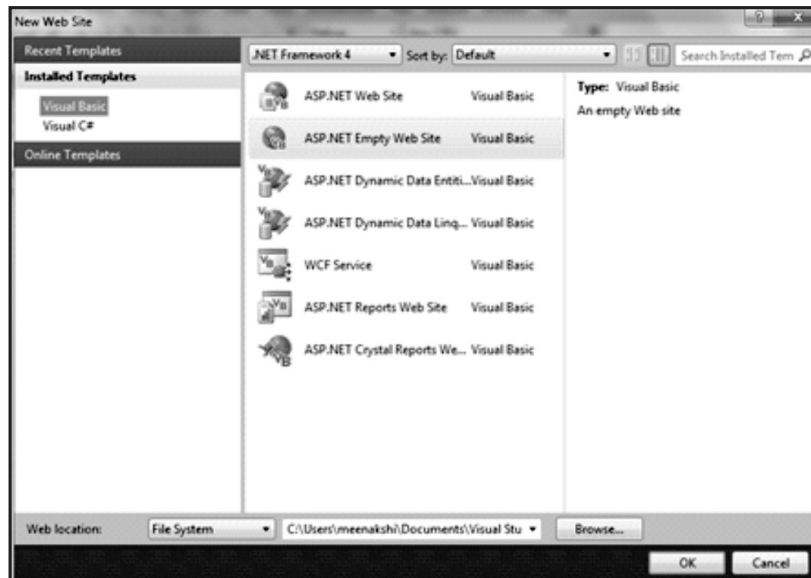 New Web Site
Recent Templates
Installed Templates
Visual Basic
Visual C#
Online Templates
.NET Framework 4
Sort by: Default
Search Installed Tem
ASP.NET Web Site Visual Basic
ASP.NET Empty Web Site Visual Basic
ASP.NET Dynamic Data Entiti...Visual Basic
ASP.NET Dynamic Data Linq... Visual Basic
WCF Service Visual Basic
ASP.NET Reports Web Site Visual Basic
ASP.NET Crystal Reports We... Visual Basic
Type: Visual Basic
An empty Web site
Web location: File System C:\Users\meenakshi\Documents\Visual Stu Browse...
OK Cancel